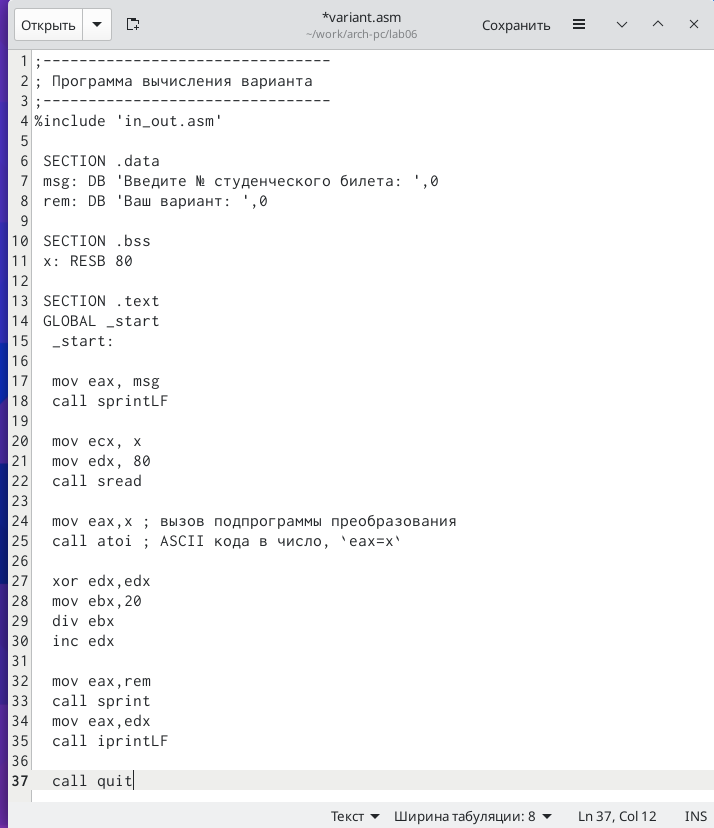 Открыть
*variant.asm
~/work/arch-pc/lab06
Сохранить
1 ;--------------------------------
2 ; Программа вычисления варианта
3 ;--------------------------------
4 %include 'in_out.asm'
5
6 SECTION .data
7 msg: DB 'Введите № студенческого билета: ',0
8 rem: DB 'Ваш вариант: ',0
9
10 SECTION .bss
11 x: RESB 80
12
13 SECTION .text
14 GLOBAL _start
15 _start:
16
17 mov eax, msg
18 call sprintLF
19
20 mov ecx, x
21 mov edx, 80
22 call sread
23
24 mov eax,x ; вызов подпрограммы преобразования
25 call atoi ; ASCII кода в число, `eax=x`
26
27 xor edx,edx
28 mov ebx,20
29 div ebx
30 inc edx
31
32 mov eax,rem
33 call sprint
34 mov eax,edx
35 call iprintLF
36
37 call quit
Текст Ширина табуляции: 8 Ln 37, Col 12 INS